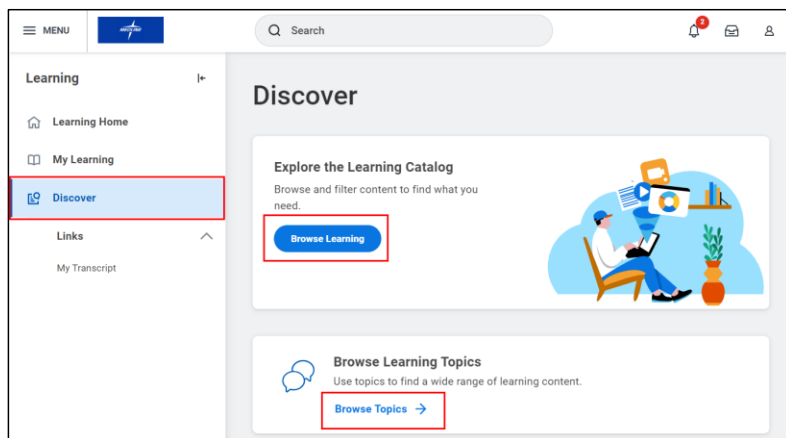 MENU
MEDLINE
Search
2
Learning
Discover
Learning Home
My Learning
Discover
Links
My Transcript
Explore the Learning Catalog
Browse and filter content to find what you
need.
Browse Learning
Browse Learning Topics
Use topics to find a wide range of learning content.
Browse Topics